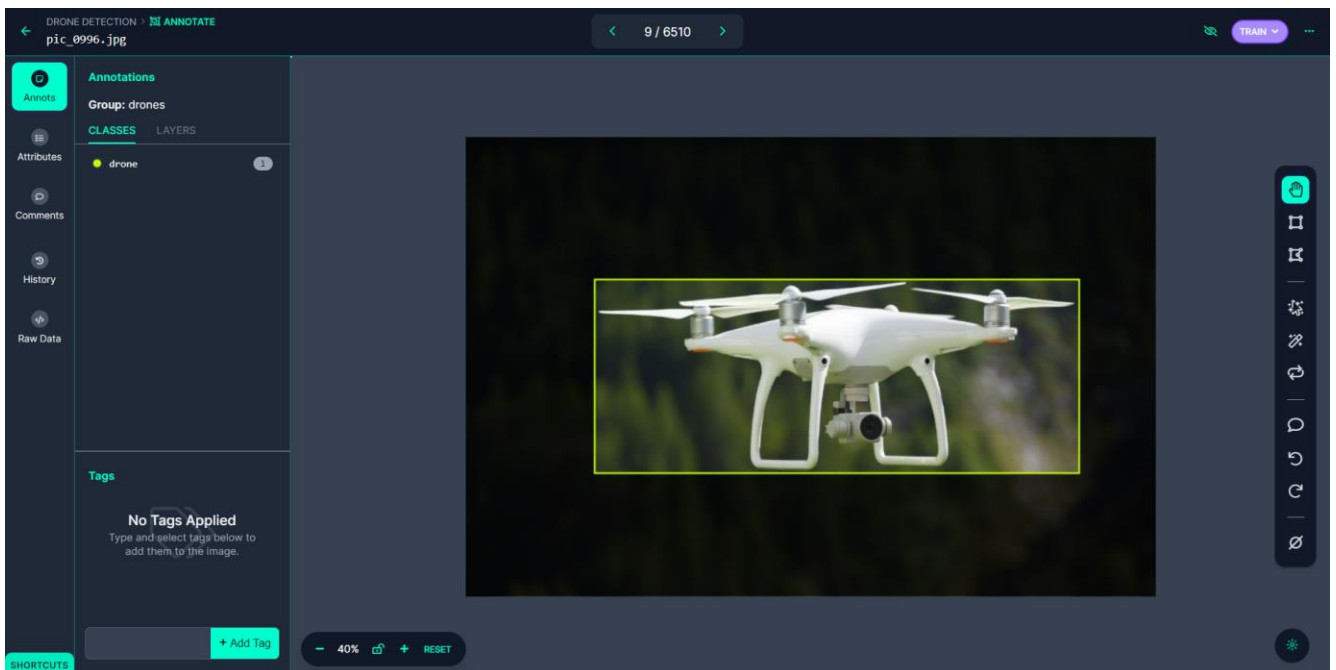 DRONE DETECTION > ANNOTATE
pic_0996.jpg
9 / 6510
TRAIN
Annots
Attributes
Comments
History
Raw Data
Annotations
Group: drones
CLASSES LAYERS
drone 1
Tags
No Tags Applied
Type and select tags below to
add them to the image.
+ Add Tag
SHORTCUTS
− 40% + RESET